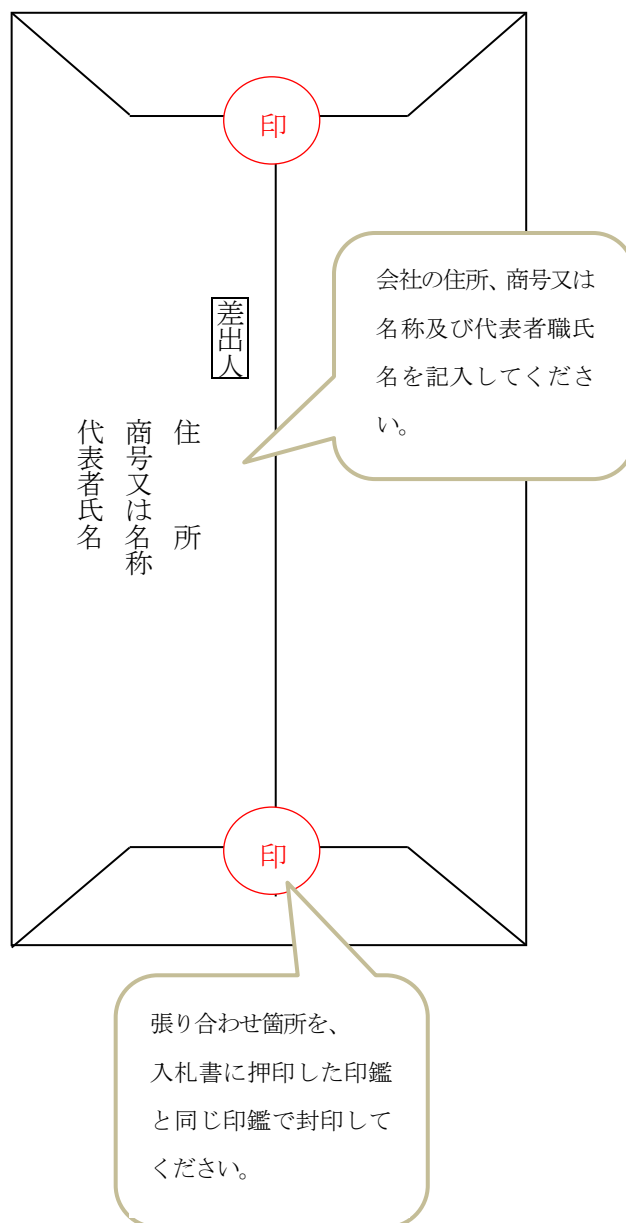 印
会社の住所、商号又は
名称及び代表者職氏
名を記入してくださ
い。
差出人
住　　所
商号又は名称
代表者氏名
印
張り合わせ箇所を、
入札書に押印した印鑑
と同じ印鑑で封印して
ください。